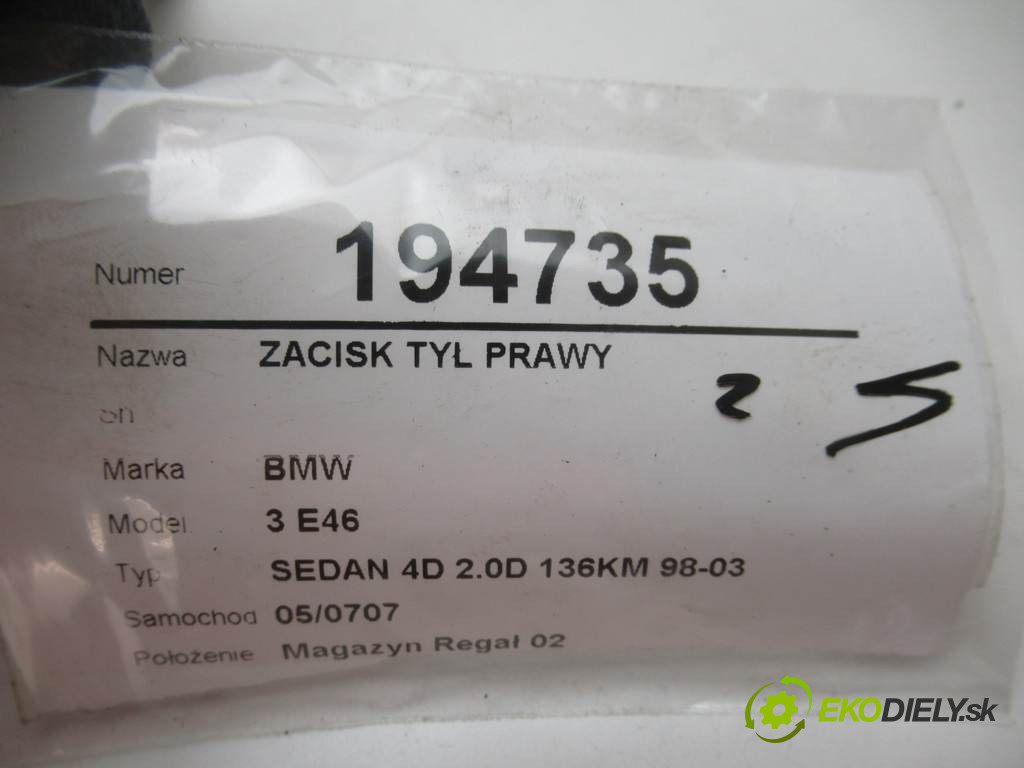 Numer 194735
Nazwa ZACISK TYŁ PRAWY
2 5
Marka BMW
Model 3 E46
Typ SEDAN 4D 2.0D 136KM 98-03
Samochod 05/0707
Położenie Magazyn Regał 02
EKODIELY.sk